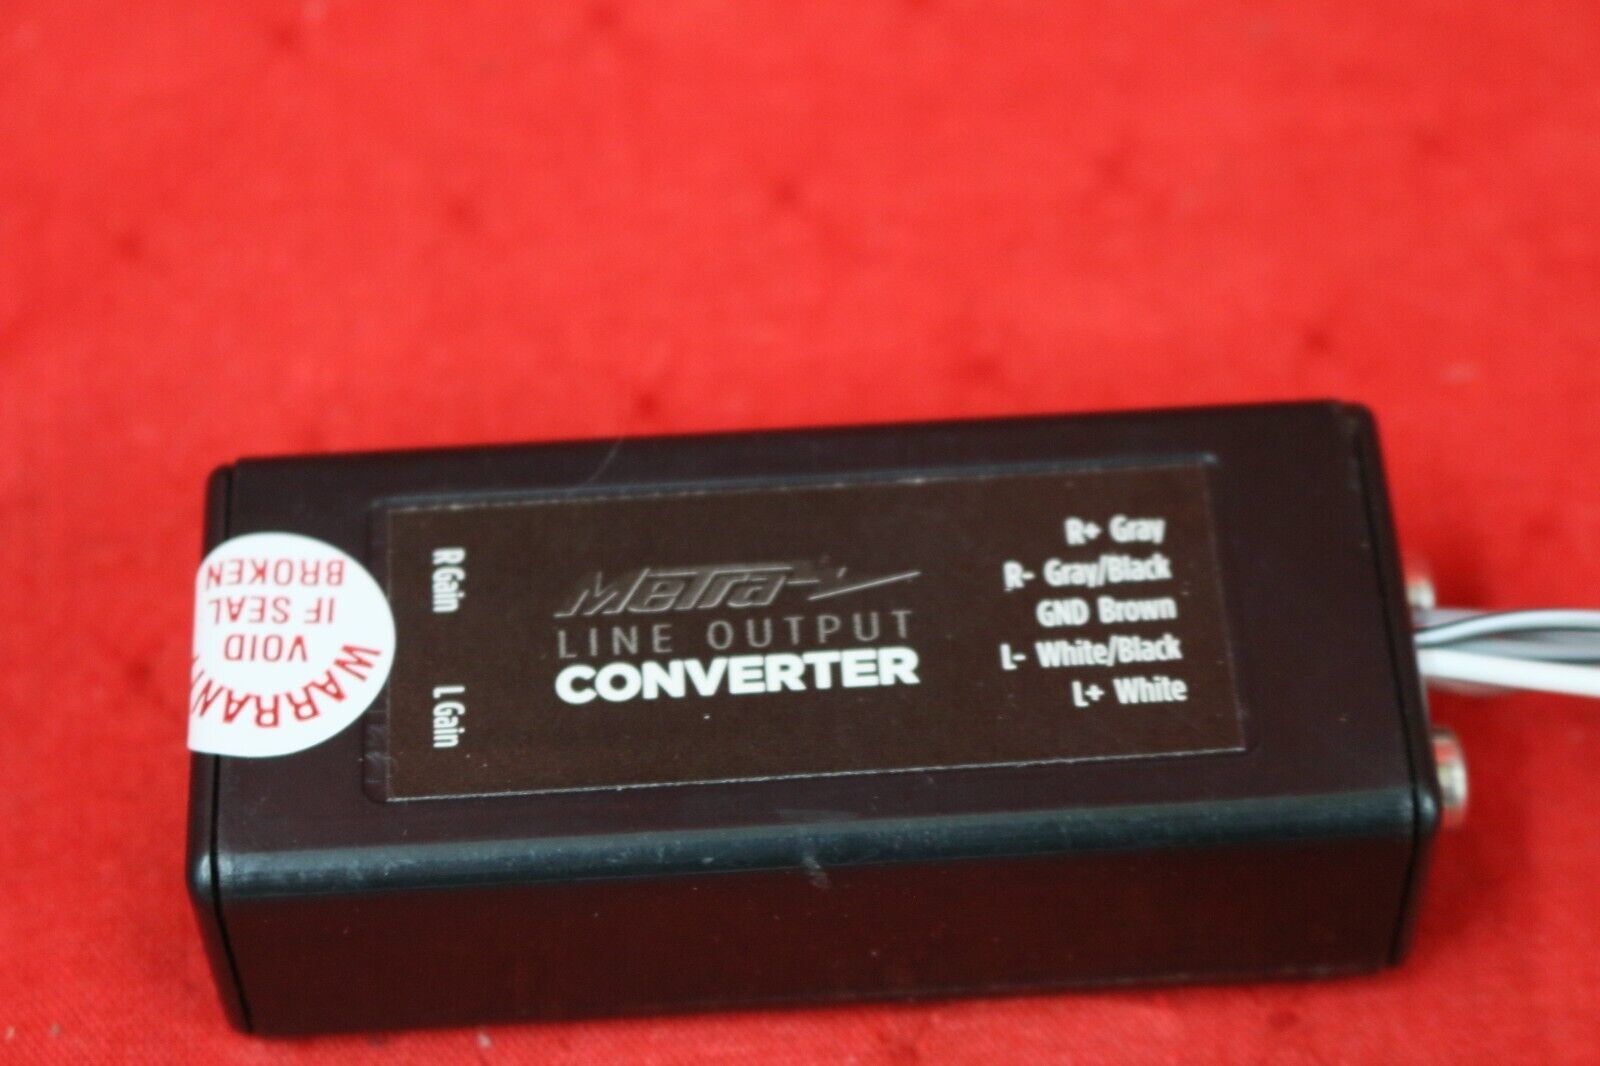 WARRANTY
VOID
IF SEAL
BROKEN
R Gain
L Gain
Metra
LINE OUTPUT
CONVERTER
R+ Gray
R- Gray/Black
GND Brown
L- White/Black
L+ White